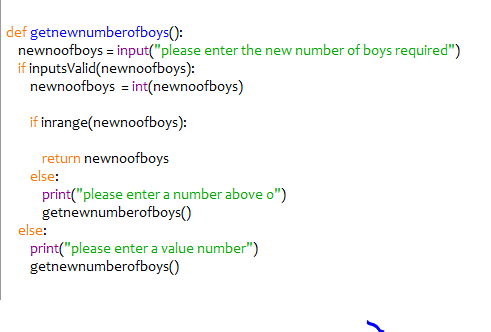 def getnewnumberofboys():
newnoofboys = input("please enter the new number of boys required")
if inputsValid(newnoofboys):
newnoofboys = int(newnoofboys)
if inrange(newnoofboys):
return newnoofboys
else:
print("please enter a number above o")
getnewnumberofboys()
else:
print("please enter a value number")
getnewnumberofboys()